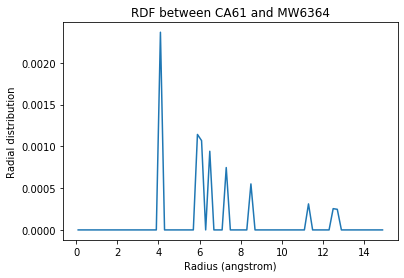 RDF between CA61 and MW6364
Radial distribution
0.0020
0.0015
0.0010
0.0005
0.0000
0 2 4 6 8 10 12 14
Radius (angstrom)